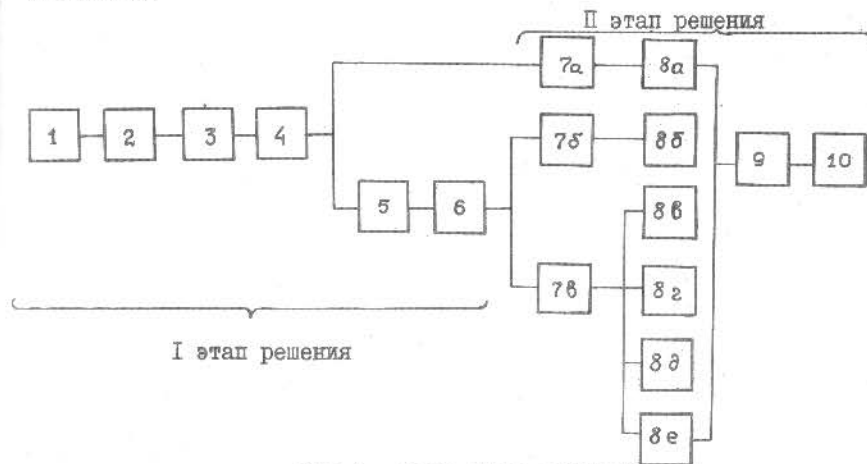 II этап решения
7а 8а
1 2 3 4 7б 8б 9 10
5 6 8в
7в 8г
I этап решения
8д
8е